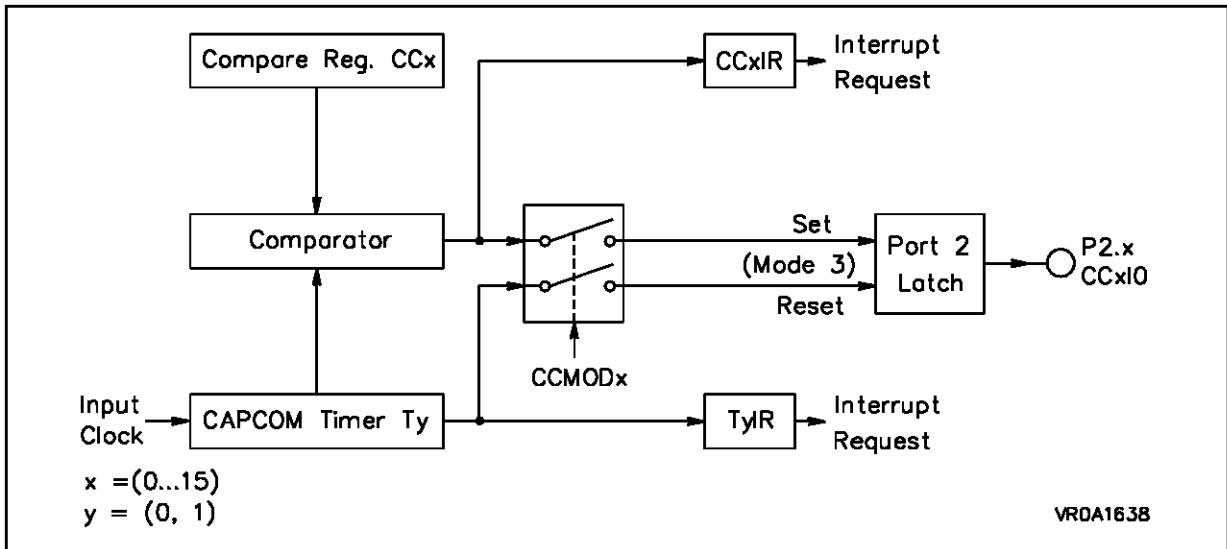 Compare Reg. CCx
CCxIR
Interrupt
Request
Comparator
Set
(Mode 3)
Reset
Port 2
Latch
P2.x
CCxIO
CCMODx
Input
Clock
CAPCOM Timer Ty
TyIR
Interrupt
Request
x =(0...15)
y = (0, 1)
VR0A1638